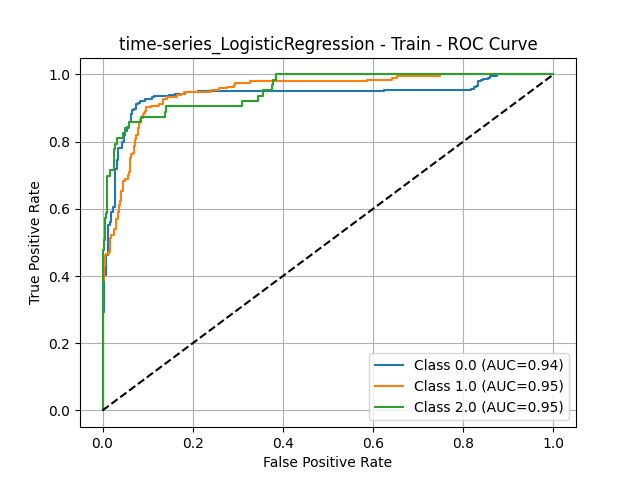 time-series_LogisticRegression - Train - ROC Curve
True Positive Rate
1.0
0.8
0.6
0.4
0.2
0.0
0.0 0.2 0.4 0.6 0.8 1.0
False Positive Rate
Class 0.0 (AUC=0.94)
Class 1.0 (AUC=0.95)
Class 2.0 (AUC=0.95)